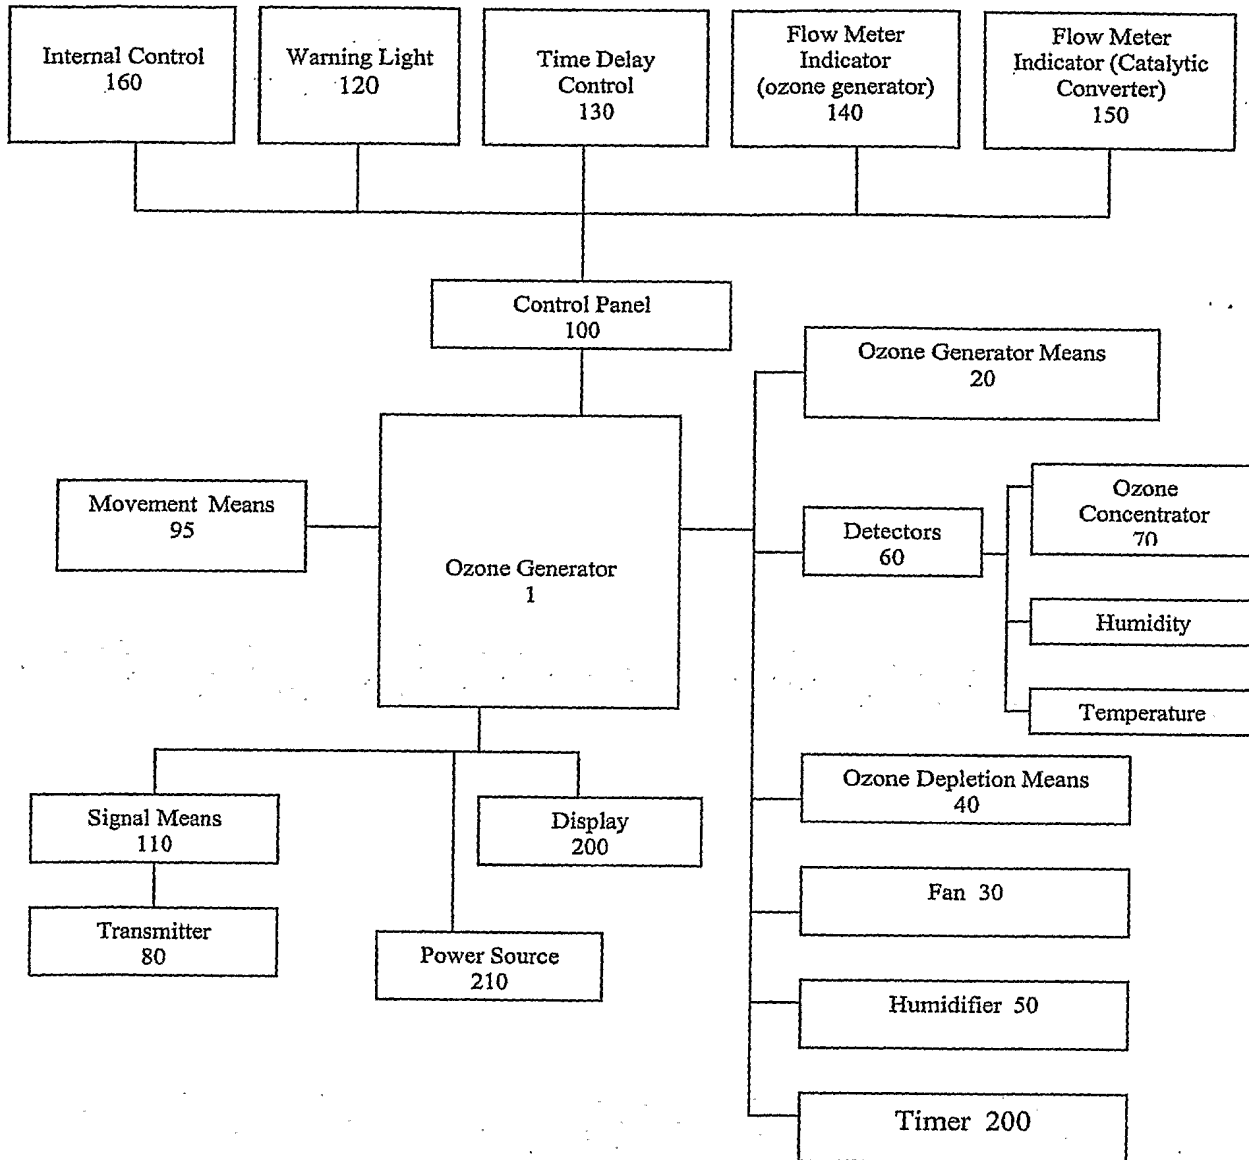 Internal Control
160
Warning Light
120
Time Delay
Control
130
Flow Meter
Indicator
(ozone generator)
140
Flow Meter
Indicator (Catalytic
Converter)
150
Control Panel
100
Ozone Generator Means
20
Movement Means
95
Ozone Generator
1
Detectors
60
Ozone
Concentrator
70
Humidity
Temperature
Signal Means
110
Display
200
Ozone Depletion Means
40
Transmitter
80
Power Source
210
Fan 30
Humidifier 50
Timer 200